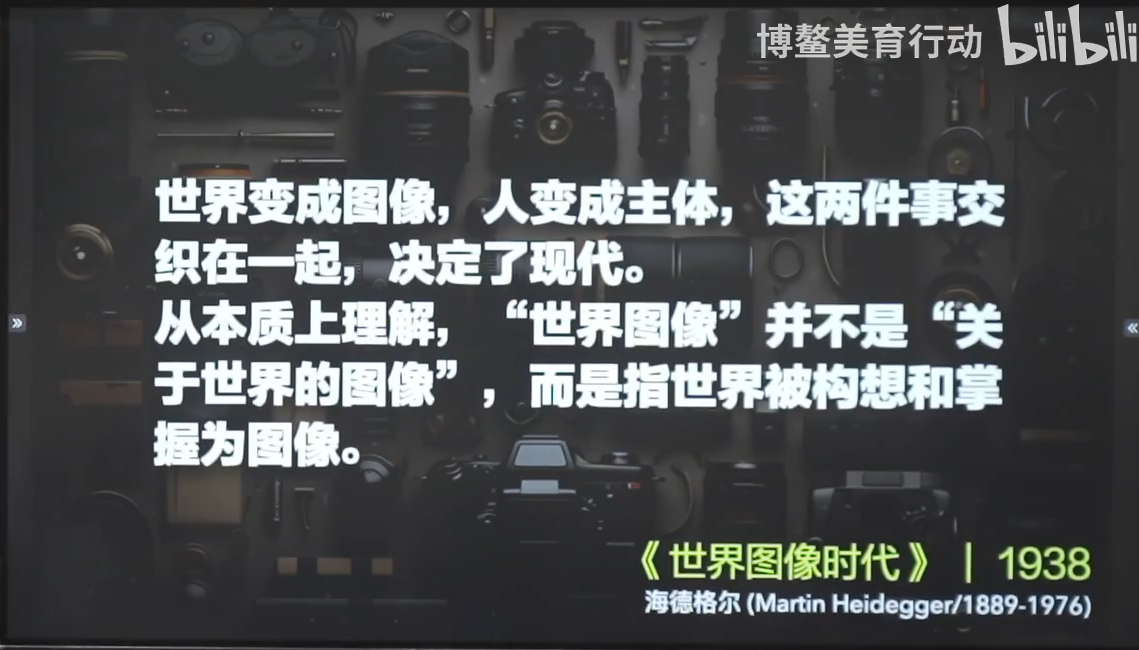 博鳌美育行动 bilibili
世界变成图像，人变成主体，这两件事交
织在一起，决定了现代。
从本质上理解，“世界图像”并不是“关
于世界的图像”，而是指世界被构想和掌
握为图像。
《世界图像时代》 | 1938
海德格尔 (Martin Heidegger/1889-1976)